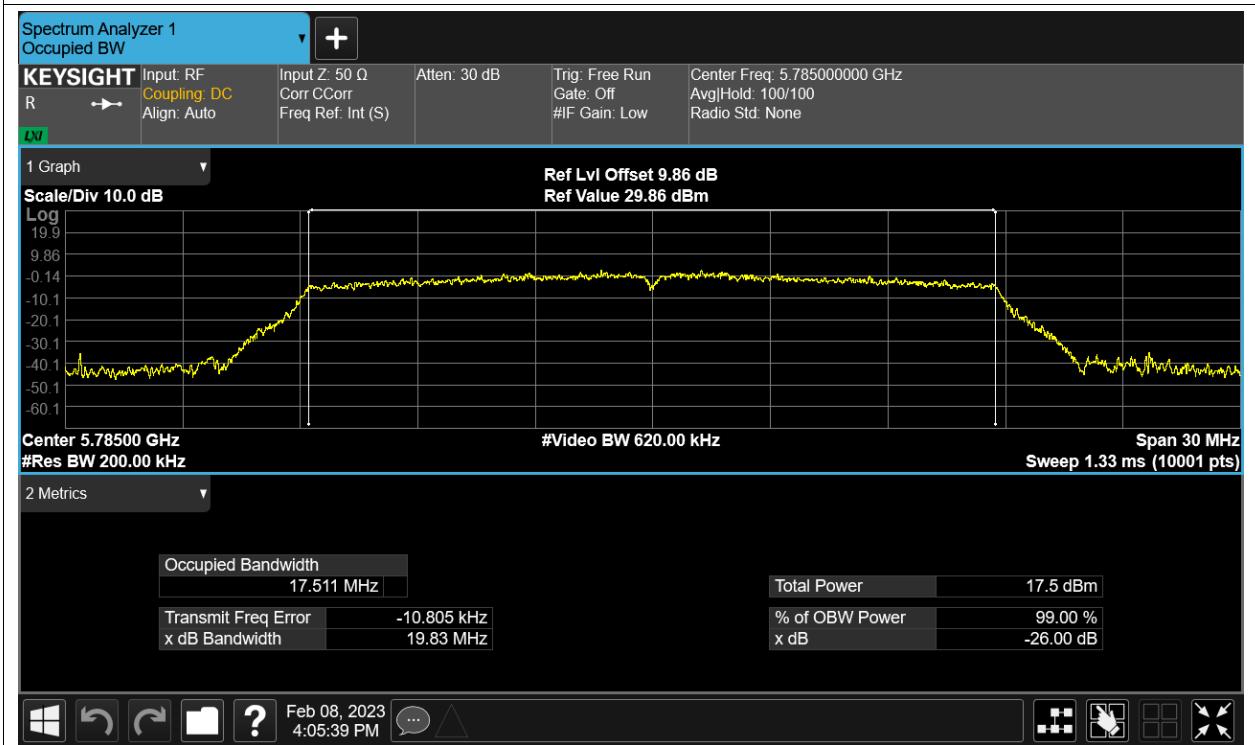 Spectrum Analyzer 1
Occupied BW
KEYSIGHT
R
LXI
Input: RF
Coupling: DC
Align: Auto
Input Z: 50 Ω
Corr CCorr
Freq Ref: Int (S)
Atten: 30 dB
Trig: Free Run
Gate: Off
#IF Gain: Low
Center Freq: 5.785000000 GHz
Avg|Hold: 100/100
Radio Std: None
1 Graph
Scale/Div 10.0 dB
Ref Lvl Offset 9.86 dB
Ref Value 29.86 dBm
Log
19.9
9.86
-0.14
-10.1
-20.1
-30.1
-40.1
-50.1
-60.1
Center 5.78500 GHz
#Video BW 620.00 kHz
Span 30 MHz
#Res BW 200.00 kHz
Sweep 1.33 ms (10001 pts)
2 Metrics
Occupied Bandwidth
17.511 MHz
Total Power 17.5 dBm
Transmit Freq Error -10.805 kHz
% of OBW Power 99.00 %
x dB Bandwidth 19.83 MHz
x dB -26.00 dB
?
Feb 08, 2023
4:05:39 PM